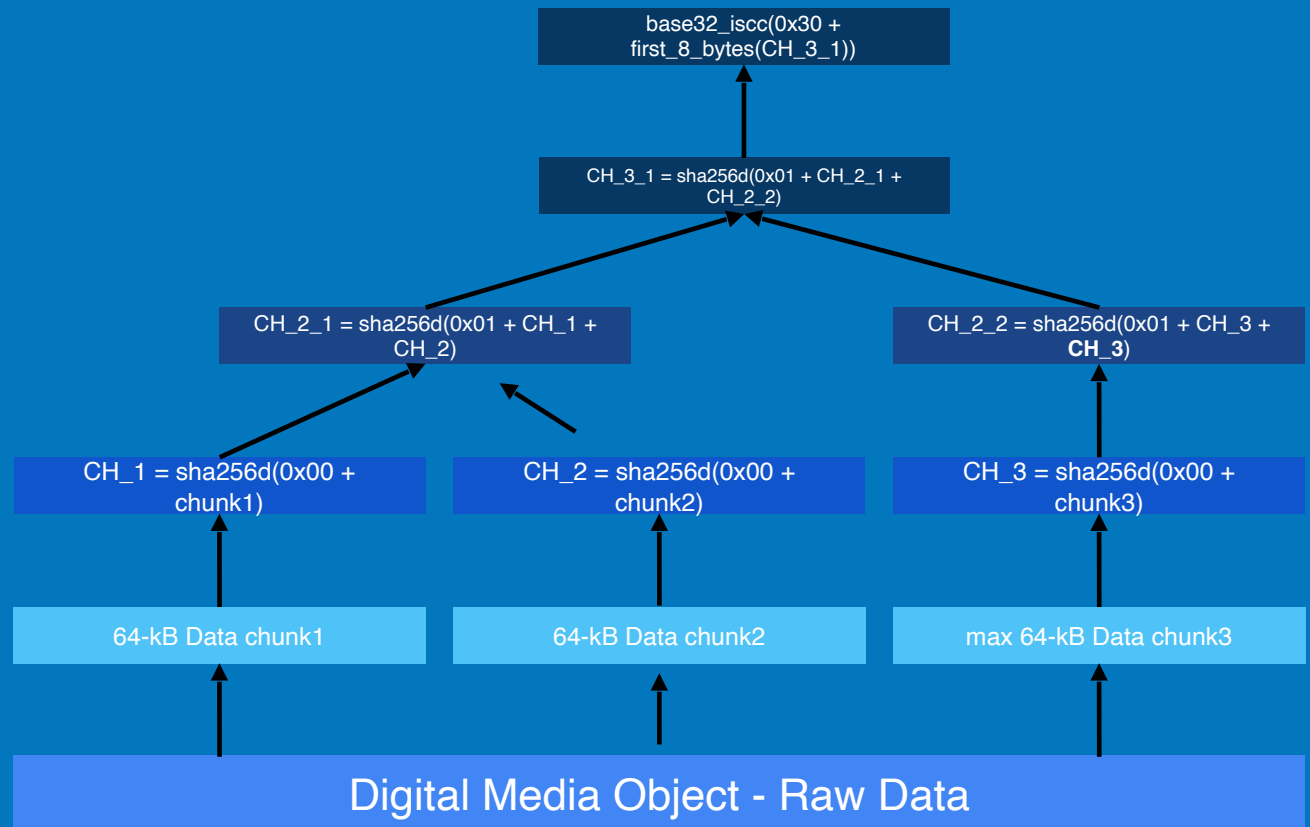 base32_iscc(0x30 +
first_8_bytes(CH_3_1))
CH_3_1 = sha256d(0x01 + CH_2_1 +
CH_2_2)
CH_2_1 = sha256d(0x01 + CH_1 +
CH_2)
CH_2_2 = sha256d(0x01 + CH_3 +
CH_3)
CH_1 = sha256d(0x00 +
chunk1)
CH_2 = sha256d(0x00 +
chunk2)
CH_3 = sha256d(0x00 +
chunk3)
64-kB Data chunk1
64-kB Data chunk2
max 64-kB Data chunk3
Digital Media Object - Raw Data